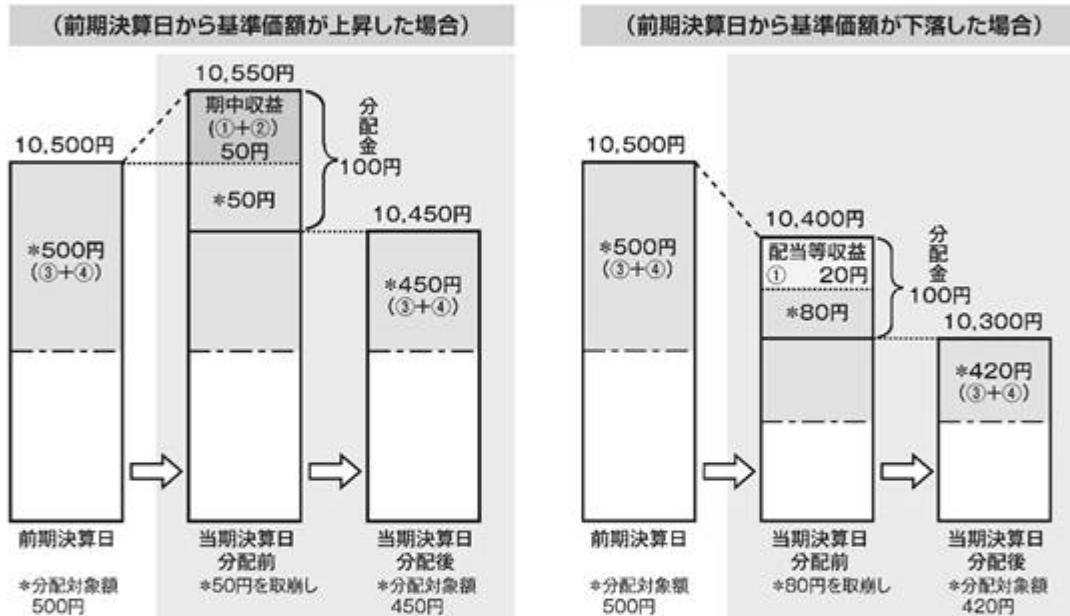 (前期決算日から基準価額が上昇した場合)
10,550円
期中収益
(①+②)
50円
*50円
分配金
100円
10,500円
*500円
(③+④)
10,450円
*450円
(③+④)
前期決算日
当期決算日
分配前
当期決算日
分配後
*分配対象額
500円
*50円を取崩し
*分配対象額
450円
(前期決算日から基準価額が下落した場合)
10,500円
*500円
(③+④)
10,400円
配当等収益
① 20円
*80円
分配金
100円
10,300円
*420円
(③+④)
前期決算日
当期決算日
分配前
当期決算日
分配後
*分配対象額
500円
*80円を取崩し
*分配対象額
420円